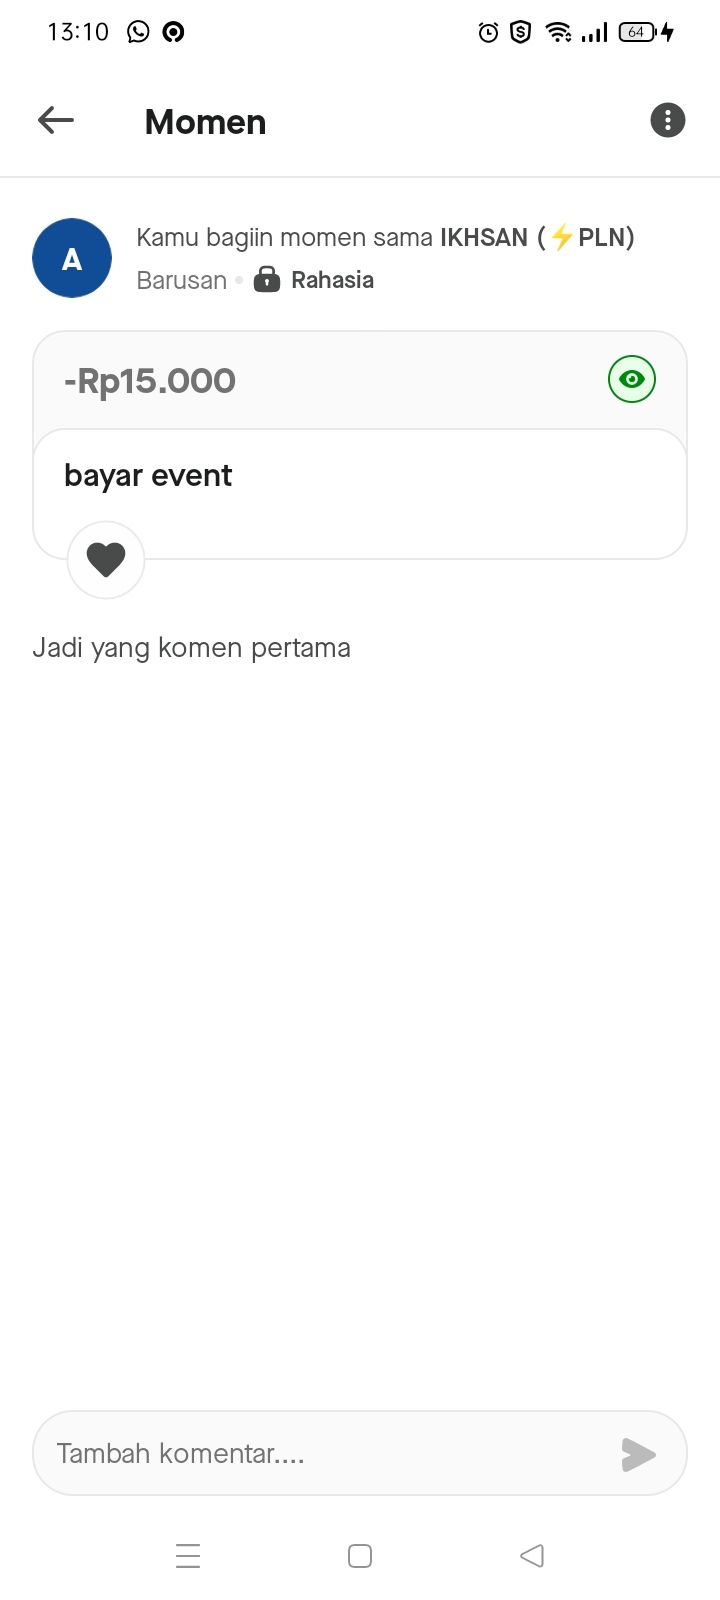 13:10
64
Momen
A
Kamu bagiin momen sama IKHSAN (⚡PLN)
Barusan • Rahasia
-Rp15.000
bayar event
Jadi yang komen pertama
Tambah komentar....